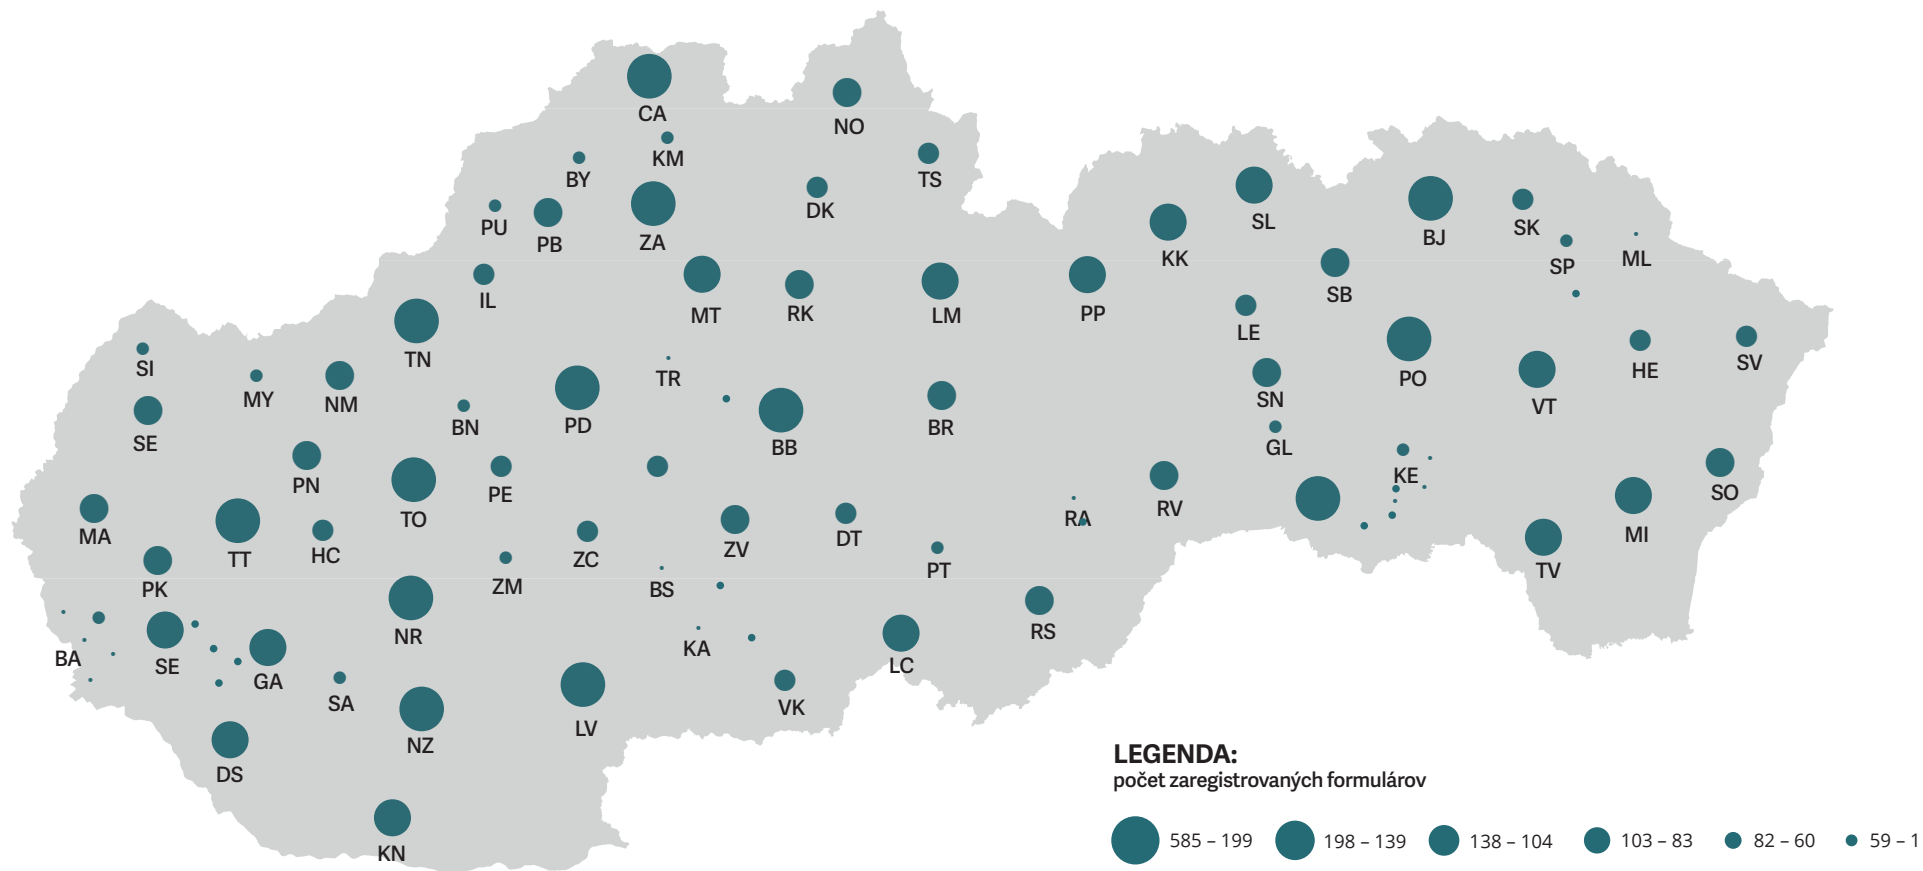 CA
NO
KM
BY
TS
DK
PU
PB
ZA
SL
KK
BJ
SK
SP
ML
IL
MT
RK
LM
PP
SB
LE
TN
SI
MY
NM
TR
PO
HE
SV
SE
BN
PD
BB
BR
SN
VT
GL
PN
PE
KE
SO
MA
TT
HC
TO
ZC
ZV
DT
RA
RV
MI
PK
ZM
BS
PT
TV
BA
SE
GA
NR
KA
LC
RS
SA
NZ
LV
VK
DS
KN
LEGENDA:
počet zaregistrovaných formulárov
585 – 199 198 – 139 138 – 104 103 – 83 82 – 60 59 – 1